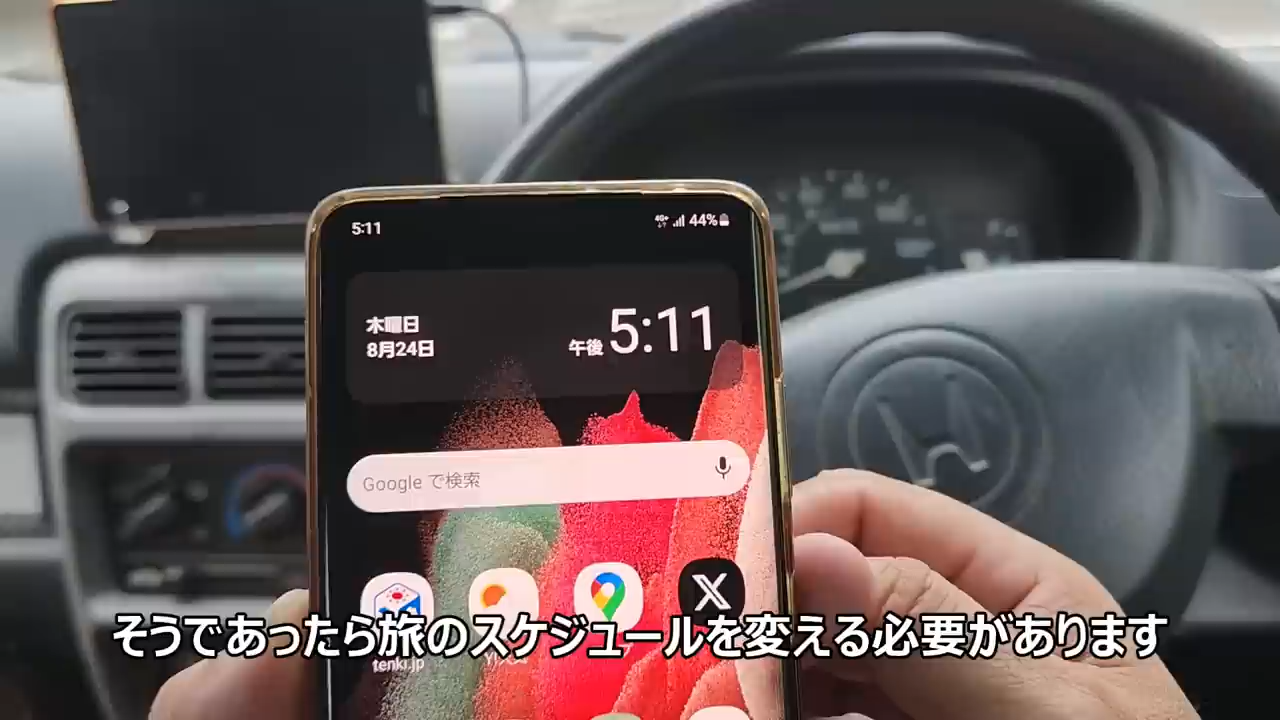 5:11
4G+
44%
木曜日
8月24日
午後 5:11
Google で検索
X
tenki.jp
そうであったら旅のスケジュールを変える必要があります